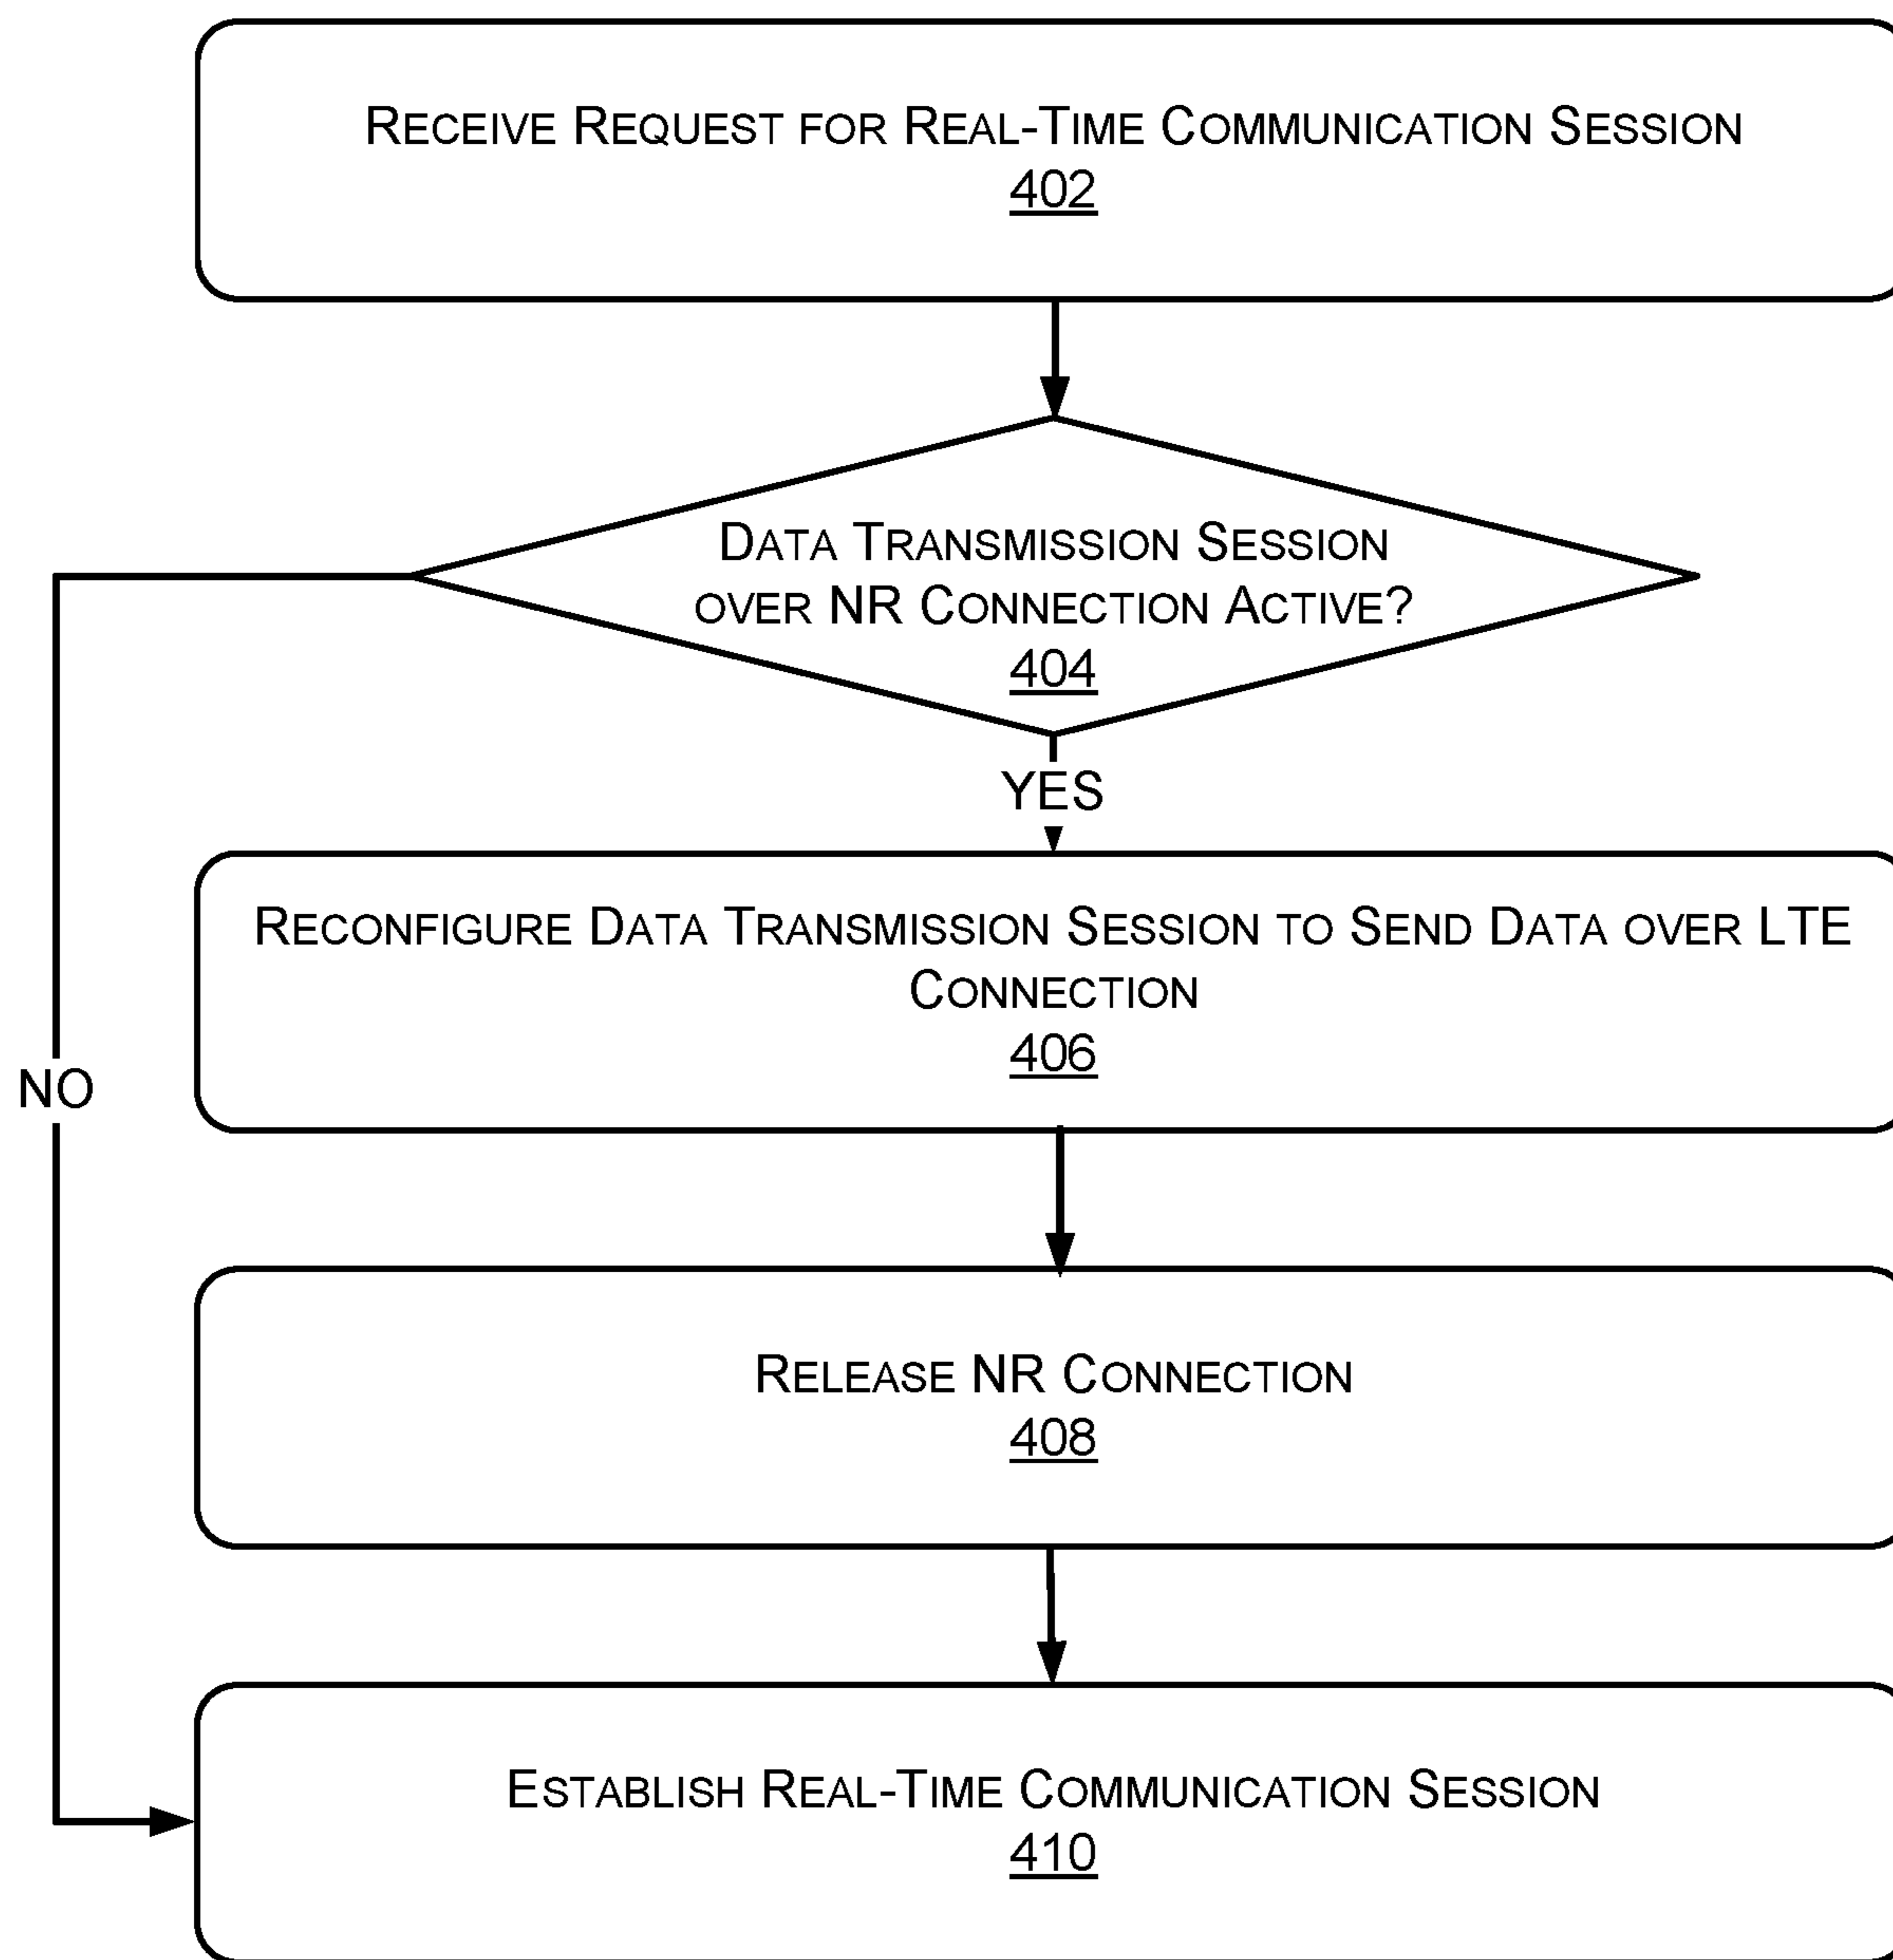 RECEIVE REQUEST FOR REAL-TIME COMMUNICATION SESSION
402
DATA TRANSMISSION SESSION
OVER NR CONNECTION ACTIVE?
404
YES
RECONFIGURE DATA TRANSMISSION SESSION TO SEND DATA OVER LTE
CONNECTION
406
NO
RELEASE NR CONNECTION
408
ESTABLISH REAL-TIME COMMUNICATION SESSION
410